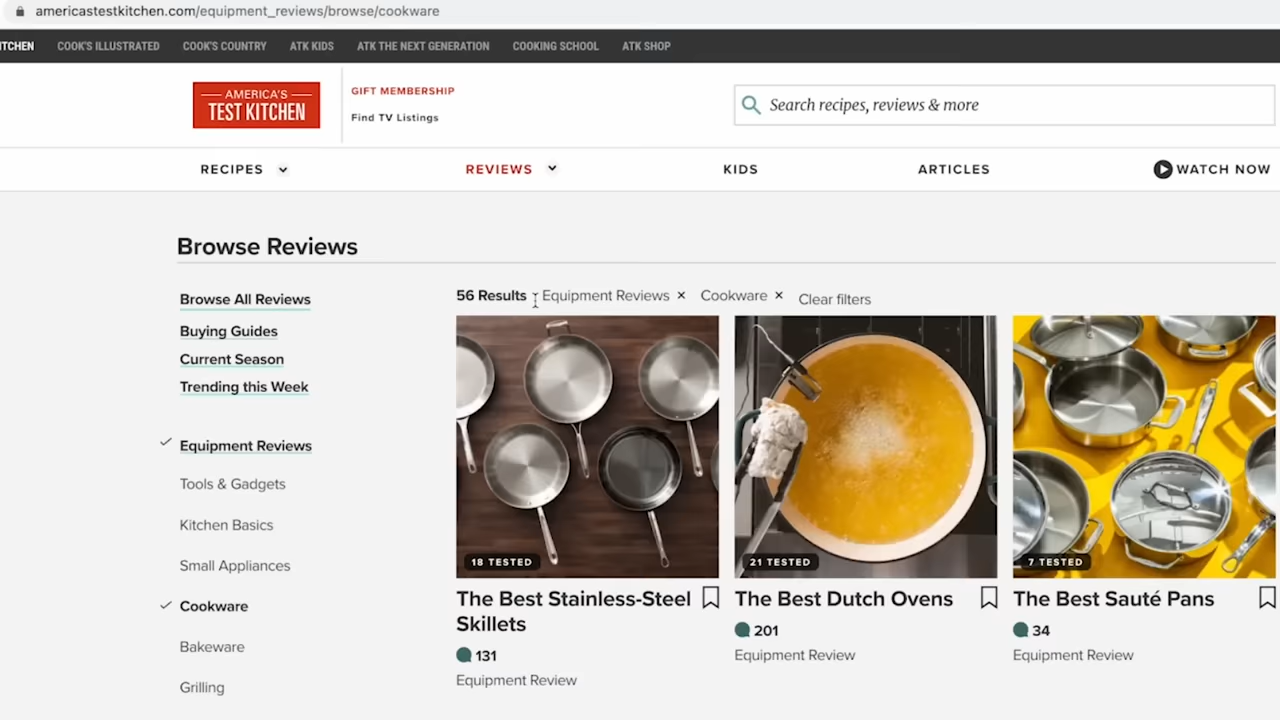 americastestkitchen.com/equipment_reviews/browse/cookware
ITCHEN COOK'S ILLUSTRATED COOK'S COUNTRY ATK KIDS ATK THE NEXT GENERATION COOKING SCHOOL ATK SHOP
AMERICA'S
TEST KITCHEN
GIFT MEMBERSHIP
Find TV Listings
Search recipes, reviews & more
RECIPES REVIEWS KIDS ARTICLES WATCH NOW
Browse Reviews
Browse All Reviews
Buying Guides
Current Season
Trending this Week
Equipment Reviews
Tools & Gadgets
Kitchen Basics
Small Appliances
Cookware
Bakeware
Grilling
56 Results Equipment Reviews × Cookware × Clear filters
18 TESTED
The Best Stainless-Steel
Skillets
131
Equipment Review
21 TESTED
The Best Dutch Ovens
201
Equipment Review
7 TESTED
The Best Sauté Pans
34
Equipment Review